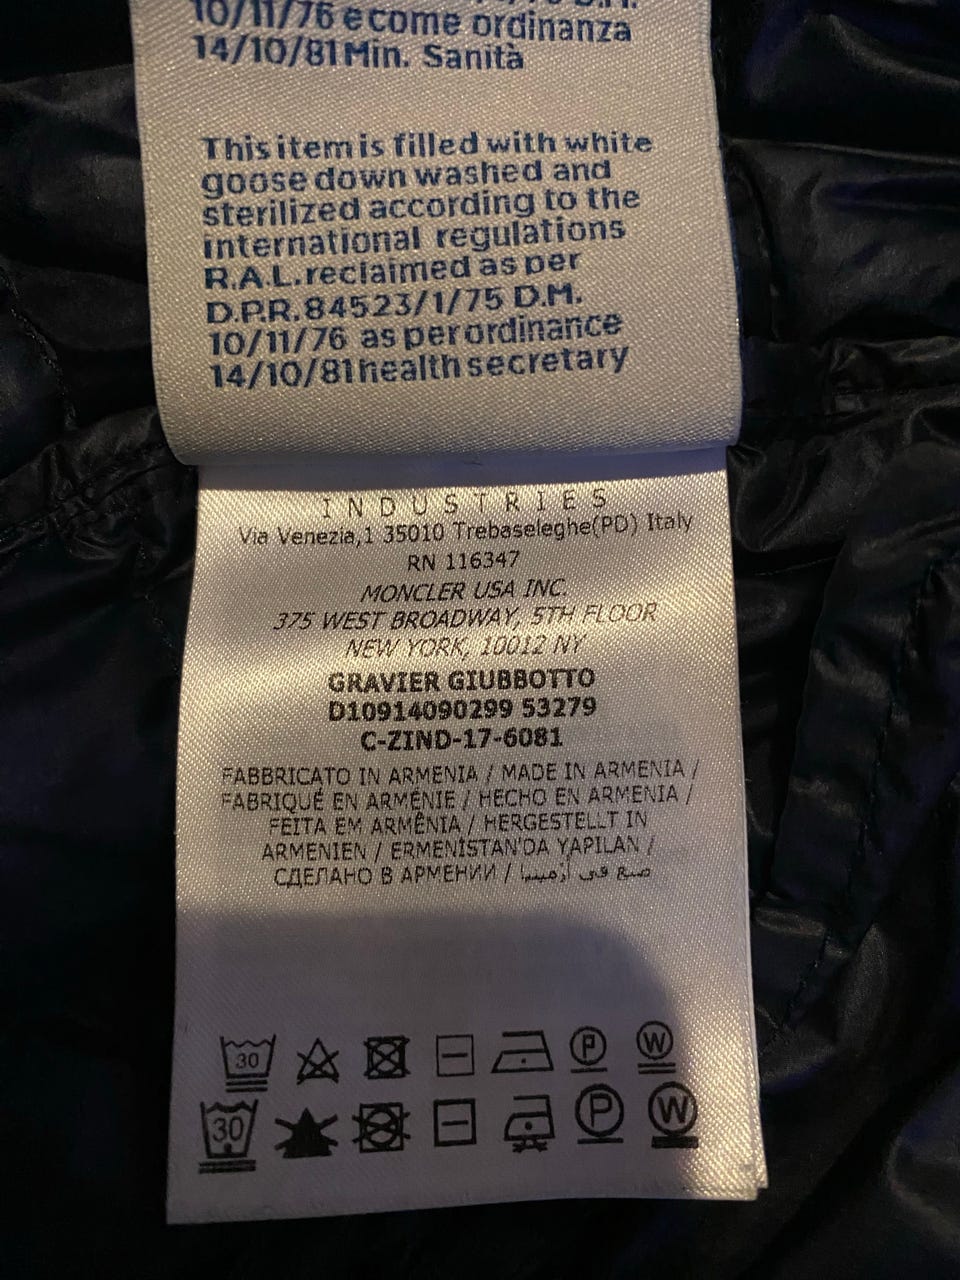 10/11/76 e come ordinanza
14/10/81 Min. Sanità
This item is filled with white
goose down washed and
sterilized according to the
international regulations
R.A.L. reclaimed as per
D.P.R. 84523/1/75 D.M.
10/11/76 as per ordinance
14/10/81 health secretary
INDUSTRIES
Via Venezia,1 35010 Trebaseleghe(PD) Italy
RN 116347
MONCLER USA INC.
375 WEST BROADWAY, 5TH FLOOR
NEW YORK, 10012 NY
GRAVIER GIUBBOTTO
D10914090299 53279
C-ZIND-17-6081
FABBRICATO IN ARMENIA / MADE IN ARMENIA /
FABRIQUÉ EN ARMÉNIE / HECHO EN ARMENIA /
FEITA EM ARMÊNIA / HERGESTELLT IN
ARMENIEN / ERMENİSTAN'DA YAPILAN /
СДЕЛАНО В АРМЕНИИ / صنع في أرمينيا
30 P W
30 P W